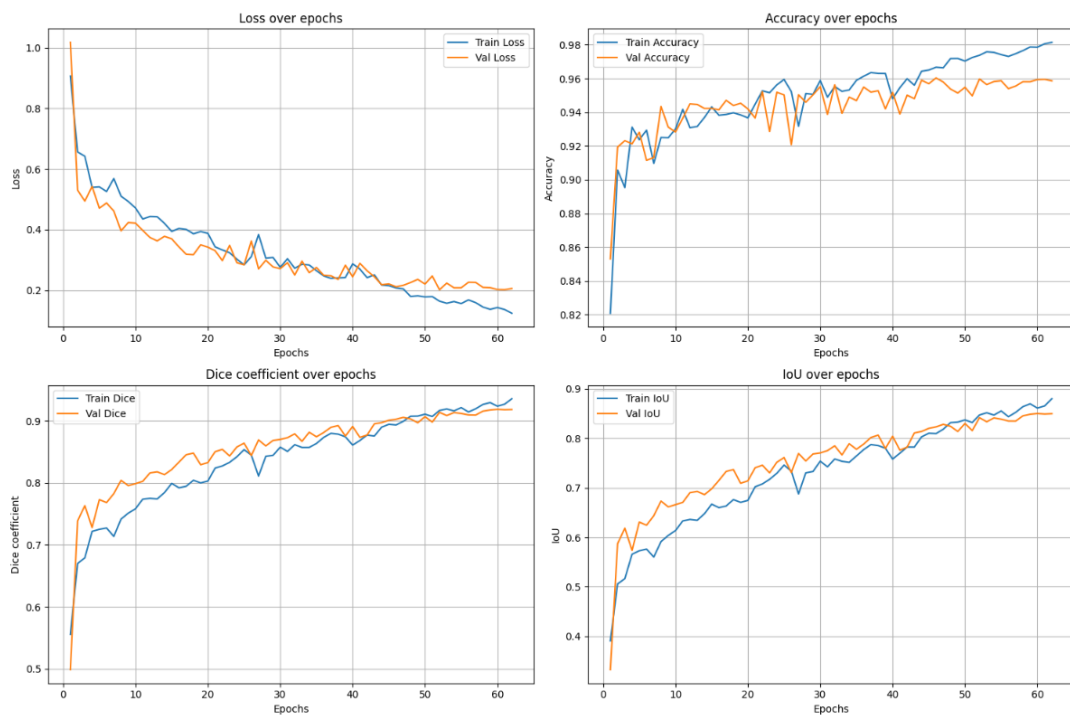 Loss over epochs
Train Loss
Val Loss
1.0
0.8
0.6
0.4
0.2
Loss
0 10 20 30 40 50 60
Epochs
Accuracy over epochs
Train Accuracy
Val Accuracy
0.98
0.96
0.94
0.92
0.90
0.88
0.86
0.84
0.82
Accuracy
0 10 20 30 40 50 60
Epochs
Dice coefficient over epochs
Train Dice
Val Dice
0.9
0.8
0.7
0.6
0.5
Dice coefficient
0 10 20 30 40 50 60
Epochs
IoU over epochs
Train IoU
Val IoU
0.9
0.8
0.7
0.6
0.5
0.4
IoU
0 10 20 30 40 50 60
Epochs